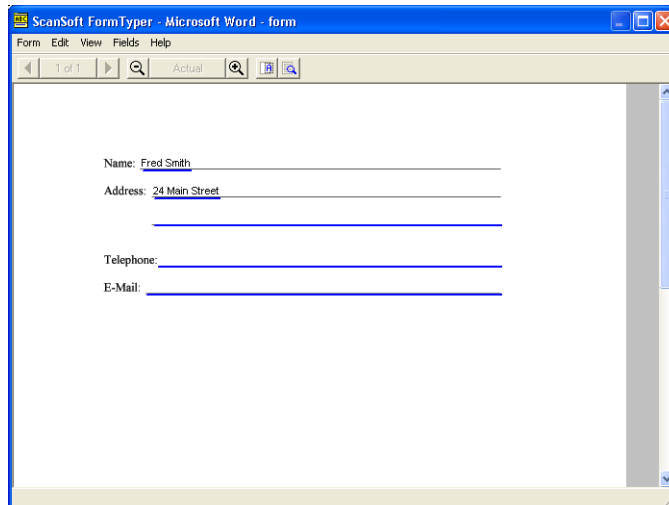 ScanSoft FormTyper - Microsoft Word - form
Form Edit View Fields Help
1 of 1 Actual
Name: Fred Smith
Address: 24 Main Street
Telephone:
E-Mail: